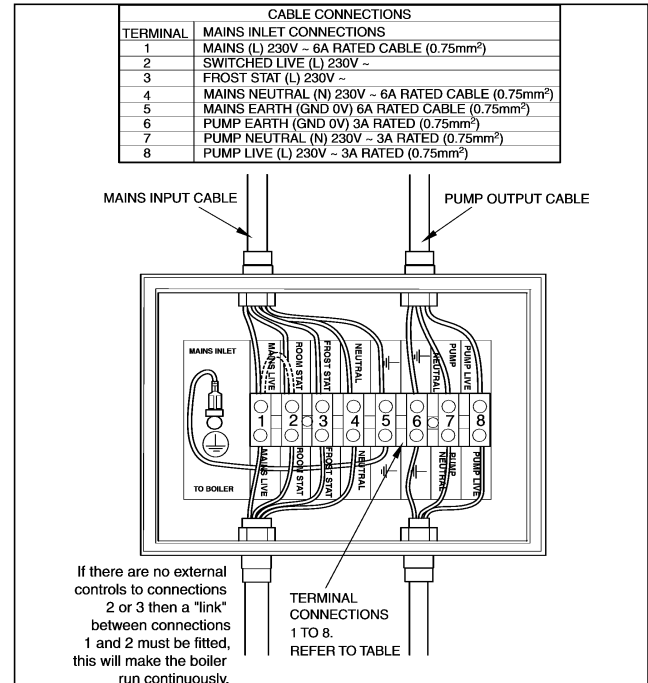 CABLE CONNECTIONS
TERMINAL MAINS INLET CONNECTIONS
1 MAINS (L) 230V ~ 6A RATED CABLE (0.75mm²)
2 SWITCHED LIVE (L) 230V ~
3 FROST STAT (L) 230V ~
4 MAINS NEUTRAL (N) 230V ~ 6A RATED CABLE (0.75mm²)
5 MAINS EARTH (GND 0V) 6A RATED CABLE (0.75mm²)
6 PUMP EARTH (GND 0V) 3A RATED (0.75mm²)
7 PUMP NEUTRAL (N) 230V ~ 3A RATED (0.75mm²)
8 PUMP LIVE (L) 230V ~ 3A RATED (0.75mm²)
MAINS INPUT CABLE
PUMP OUTPUT CABLE
MAINS INLET
MAINS LIVE
ROOM STAT
FROST STAT
NEUTRAL
PUMP
NEUTRAL
PUMP LIVE
1 2 3 4 5 6 7 8
MAINS LIVE
ROOM STAT
FROST STAT
NEUTRAL
PUMP
NEUTRAL
PUMP LIVE
TO BOILER
If there are no external
controls to connections
2 or 3 then a "link"
between connections
1 and 2 must be fitted,
this will make the boiler
run continuously.
TERMINAL
CONNECTIONS
1 TO 8.
REFER TO TABLE